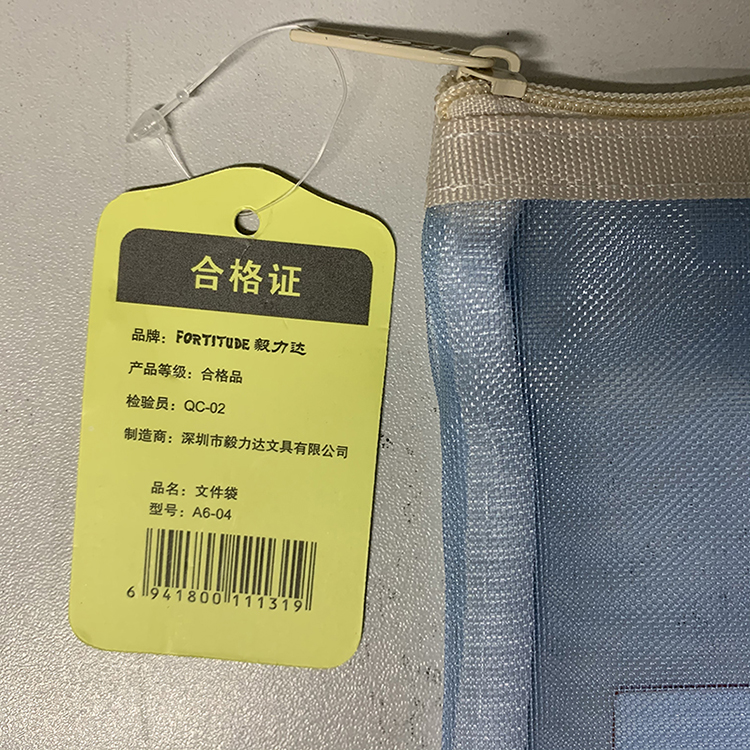 合格证
品牌: FORTITUDE 毅力达
产品等级: 合格品
检验员: QC-02
制造商: 深圳市毅力达文具有限公司
品名: 文件袋
型号: A6-04
6 941800 111319